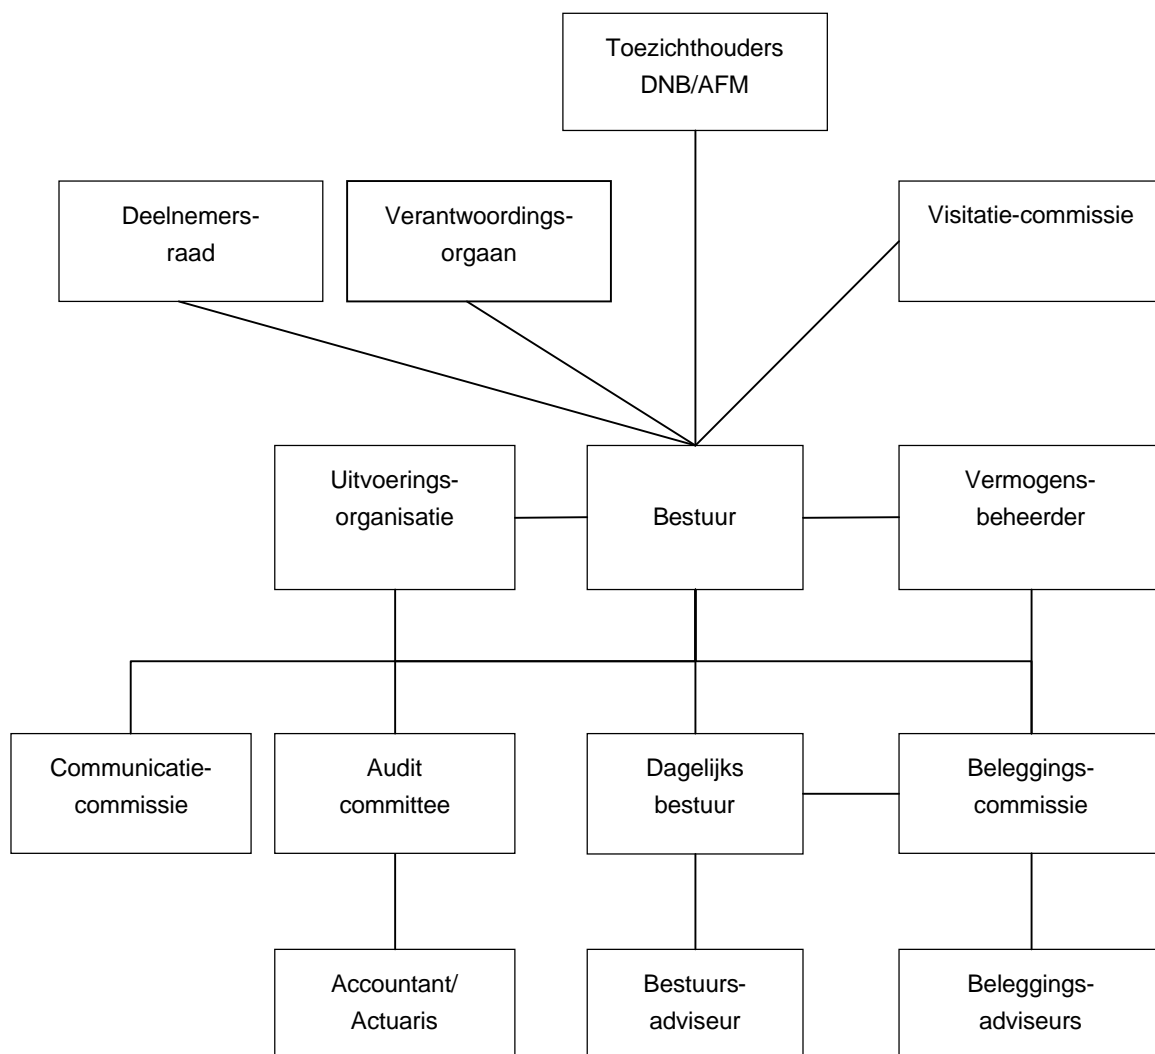 Toezichthouders
DNB/AFM
Deelnemers-
raad
Verantwoordings-
orgaan
Visitatie-commissie
Uitvoerings-
organisatie
Bestuur
Vermogens-
beheerder
Communicatie-
commissie
Audit
committee
Dagelijks
bestuur
Beleggings-
commissie
Accountant/
Actuaris
Bestuurs-
adviseur
Beleggings-
adviseurs